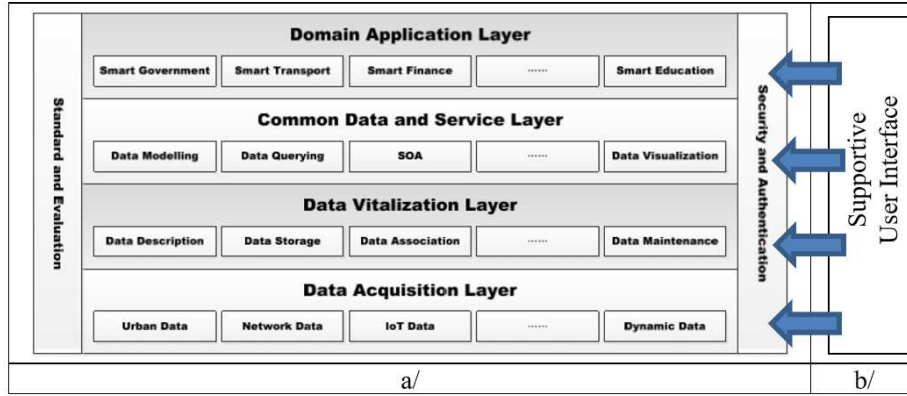 Standard and Evaluation
Domain Application Layer
Smart Government Smart Transport Smart Finance ...... Smart Education
Common Data and Service Layer
Data Modelling Data Querying SOA ...... Data Visualization
Data Vitalization Layer
Data Description Data Storage Data Association ...... Data Maintenance
Data Acquisition Layer
Urban Data Network Data IoT Data ...... Dynamic Data
Security and Authentication
Supportive
User Interface
a/ b/